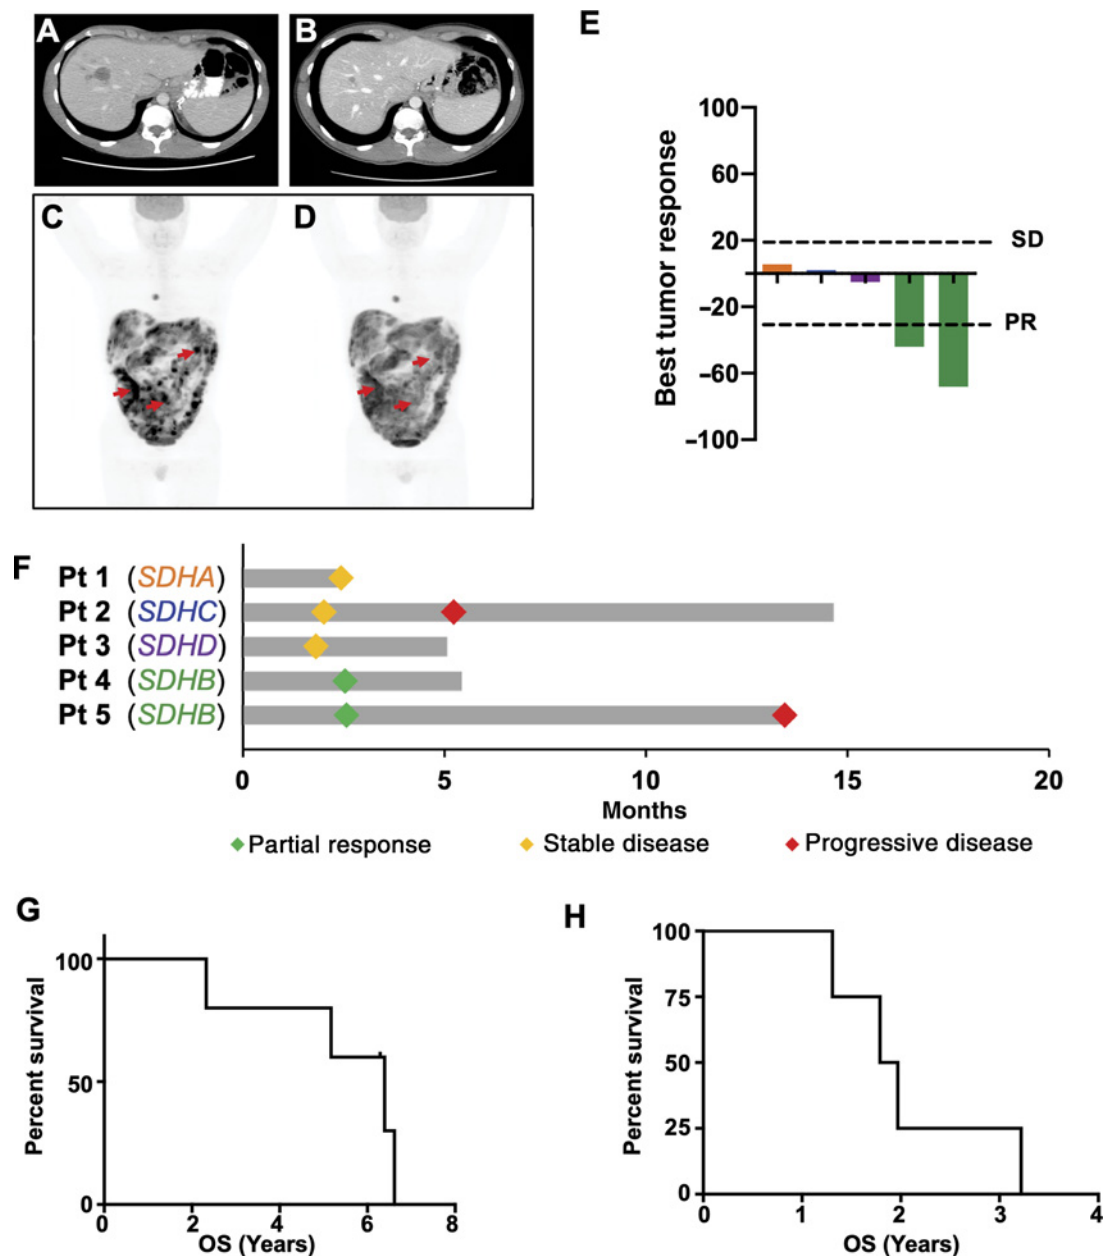 A
B
C
D
E
Best tumor response
100
60
20
–20
–60
–100
SD
PR
F
Pt 1 (SDHA)
Pt 2 (SDHC)
Pt 3 (SDHD)
Pt 4 (SDHB)
Pt 5 (SDHB)
0 5 10 15 20
Months
Partial response Stable disease Progressive disease
G
Percent survival
100
50
0
0 2 4 6 8
OS (Years)
H
Percent survival
100
75
50
25
0
0 1 2 3 4
OS (Years)